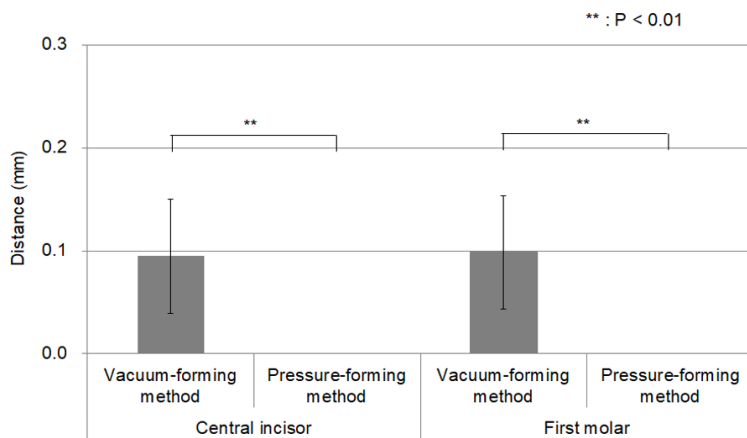 ** : P < 0.01
0.3
0.2
0.1
0.0
Distance (mm)
**
**
Vacuum-forming method
Pressure-forming method
Vacuum-forming method
Pressure-forming method
Central incisor
First molar